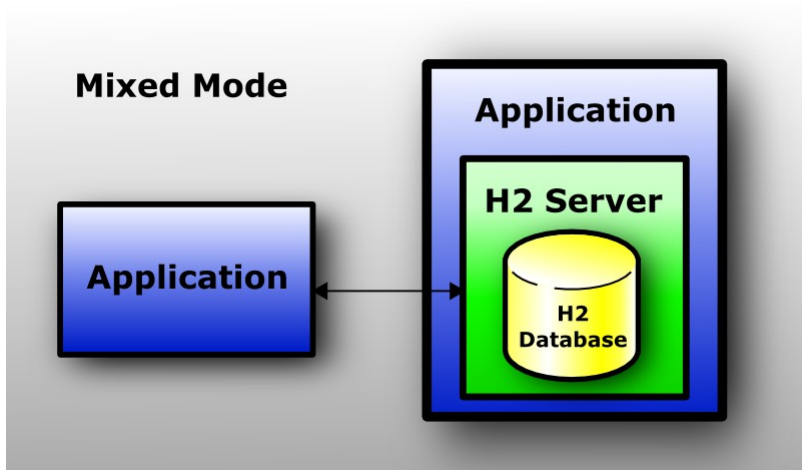 Mixed Mode
Application
Application
H2 Server
H2
Database